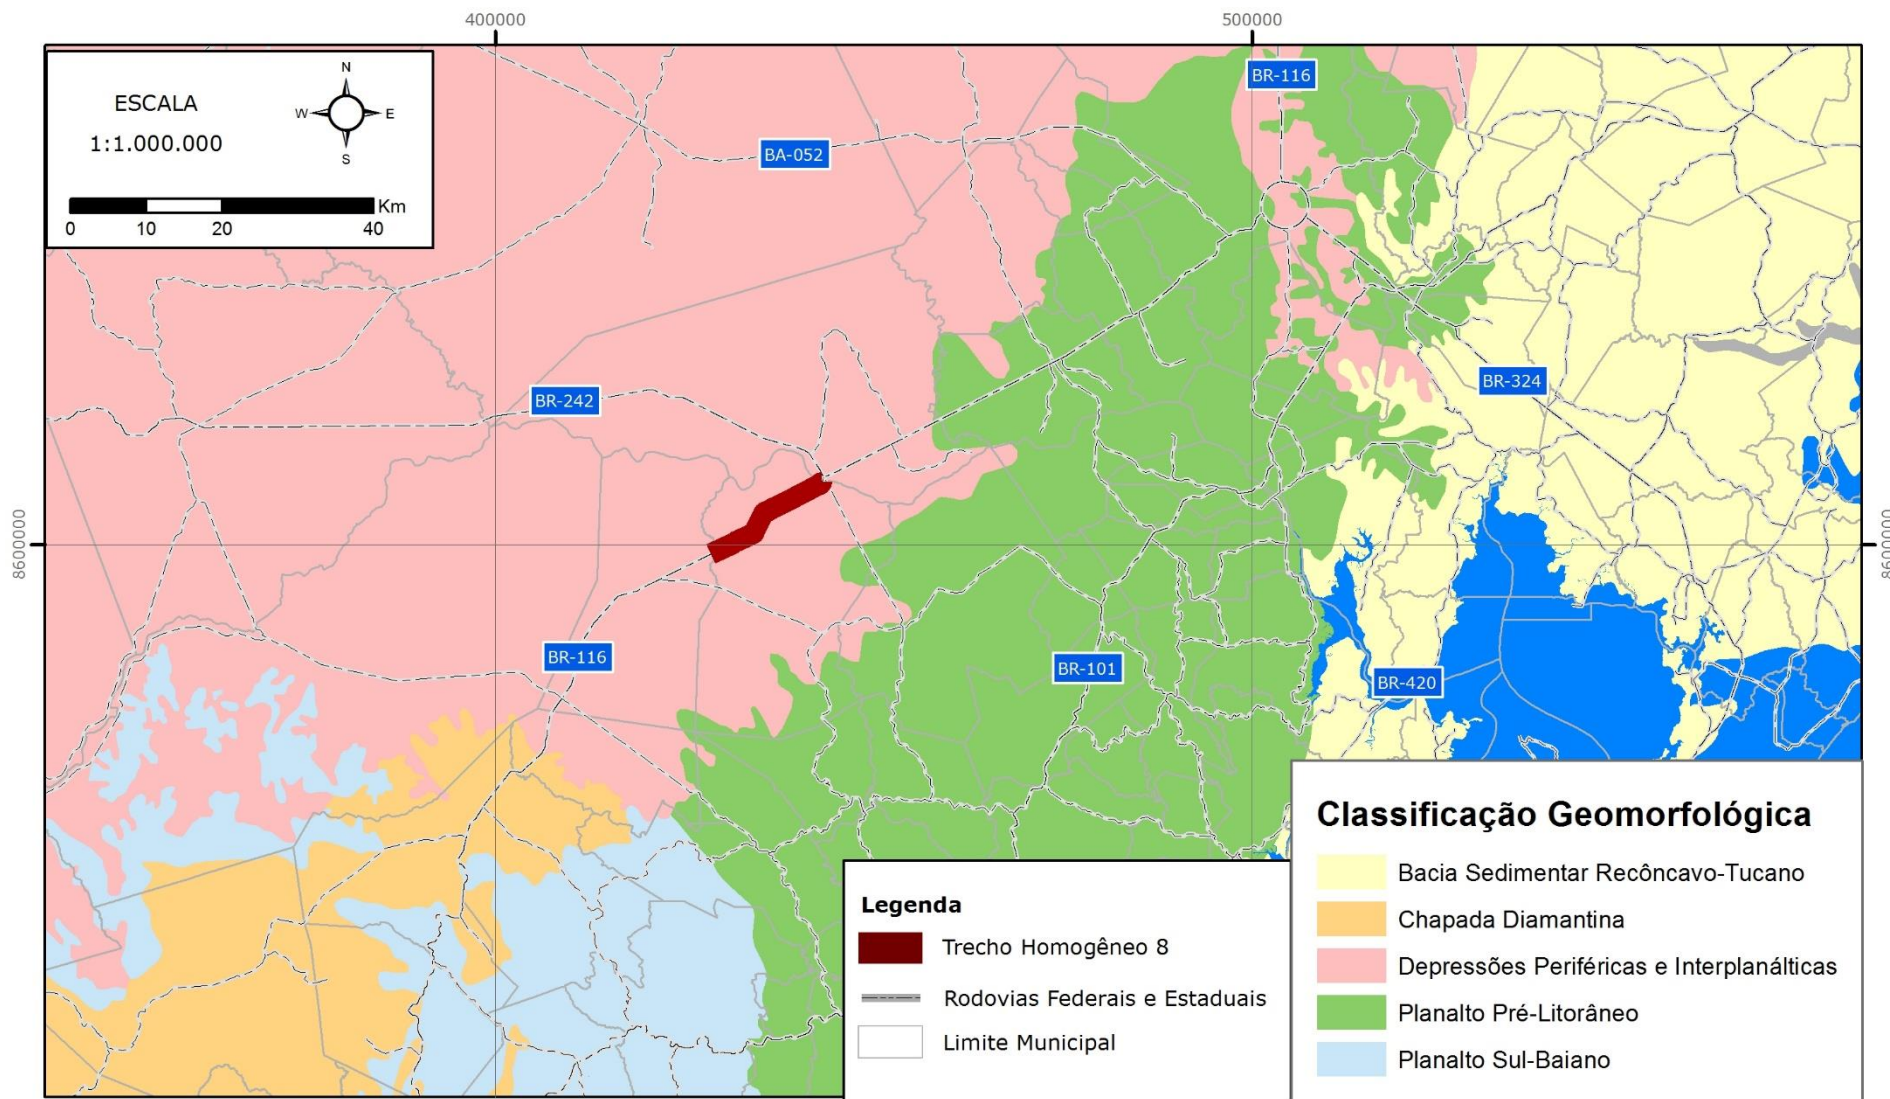 400000
500000
ESCALA
1:1.000.000
N
W
E
S
Km
0
10
20
40
BR-116
BA-052
BR-242
BR-324
8600000
8600000
BR-116
BR-101
BR-420
Legenda
Trecho Homogêneo 8
Rodovias Federais e Estaduais
Limite Municipal
Classificação Geomorfológica
Bacia Sedimentar Recôncavo-Tucano
Chapada Diamantina
Depressões Periféricas e Interplanálticas
Planalto Pré-Litorâneo
Planalto Sul-Baiano